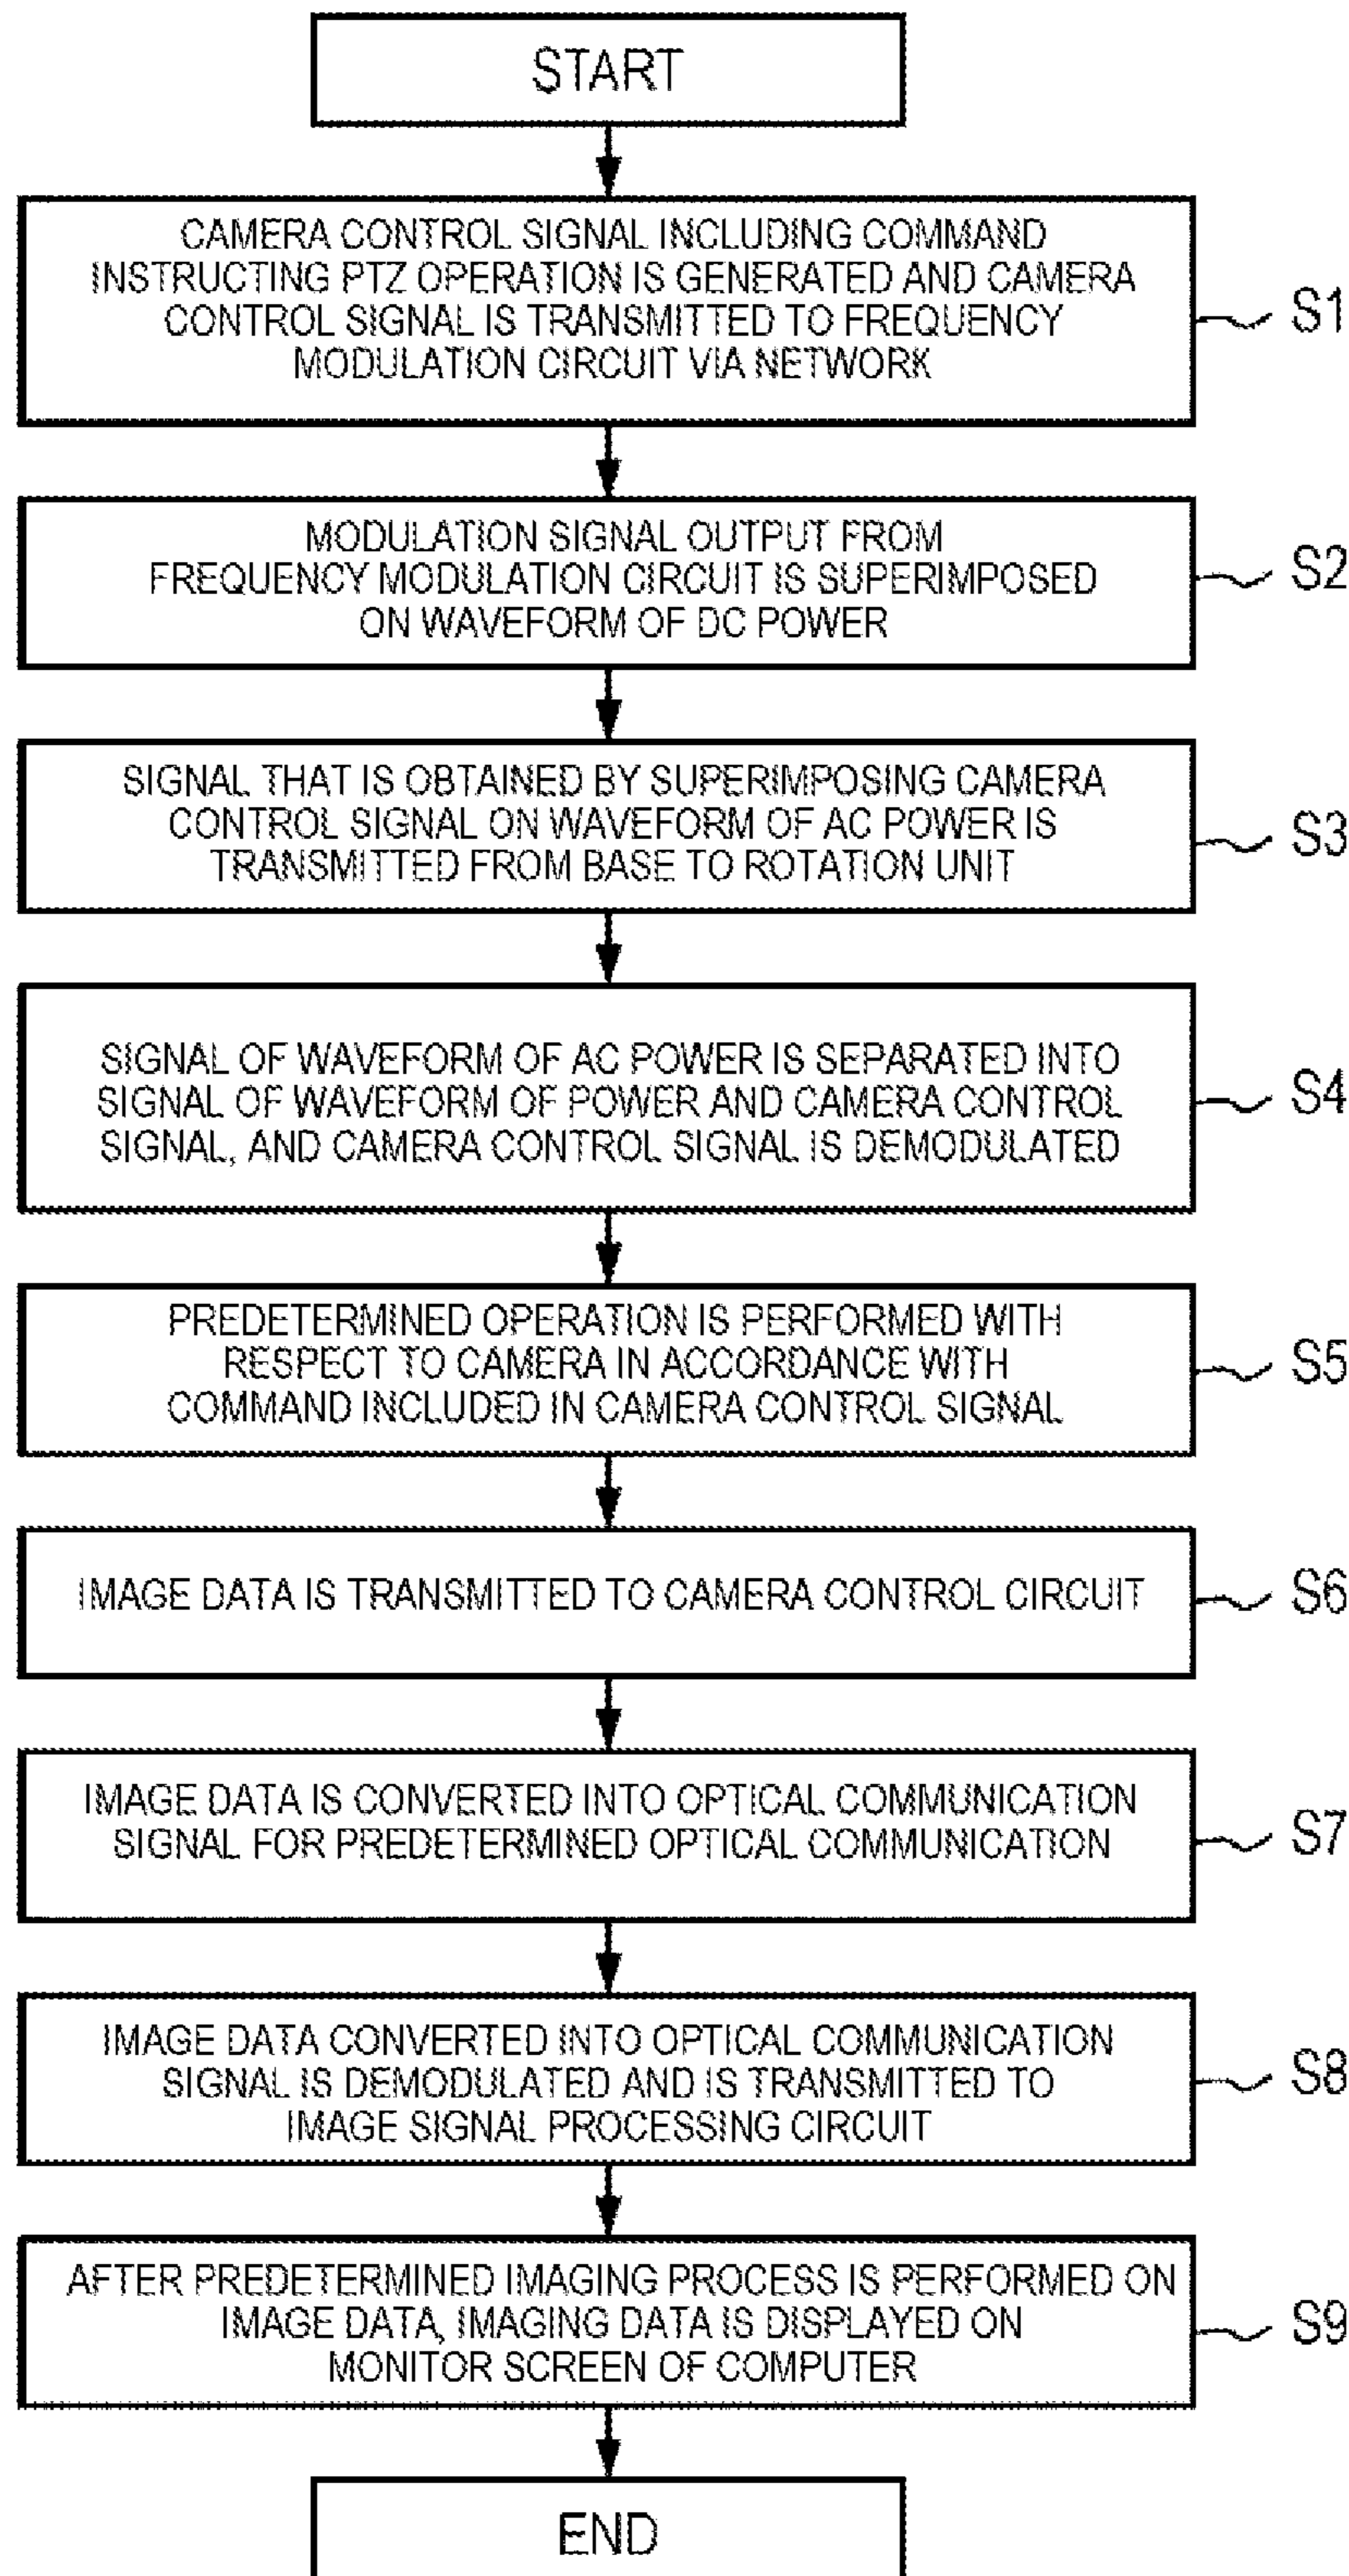 START
CAMERA CONTROL SIGNAL INCLUDING COMMAND
INSTRUCTING PTZ OPERATION IS GENERATED AND CAMERA
CONTROL SIGNAL IS TRANSMITTED TO FREQUENCY
MODULATION CIRCUIT VIA NETWORK
S1
MODULATION SIGNAL OUTPUT FROM
FREQUENCY MODULATION CIRCUIT IS SUPERIMPOSED
ON WAVEFORM OF DC POWER
S2
SIGNAL THAT IS OBTAINED BY SUPERIMPOSING CAMERA
CONTROL SIGNAL ON WAVEFORM OF AC POWER IS
TRANSMITTED FROM BASE TO ROTATION UNIT
S3
SIGNAL OF WAVEFORM OF AC POWER IS SEPARATED INTO
SIGNAL OF WAVEFORM OF POWER AND CAMERA CONTROL
SIGNAL, AND CAMERA CONTROL SIGNAL IS DEMODULATED
S4
PREDETERMINED OPERATION IS PERFORMED WITH
RESPECT TO CAMERA IN ACCORDANCE WITH
COMMAND INCLUDED IN CAMERA CONTROL SIGNAL
S5
IMAGE DATA IS TRANSMITTED TO CAMERA CONTROL CIRCUIT
S6
IMAGE DATA IS CONVERTED INTO OPTICAL COMMUNICATION
SIGNAL FOR PREDETERMINED OPTICAL COMMUNICATION
S7
IMAGE DATA CONVERTED INTO OPTICAL COMMUNICATION
SIGNAL IS DEMODULATED AND IS TRANSMITTED TO
IMAGE SIGNAL PROCESSING CIRCUIT
S8
AFTER PREDETERMINED IMAGING PROCESS IS PERFORMED ON
IMAGE DATA, IMAGING DATA IS DISPLAYED ON
MONITOR SCREEN OF COMPUTER
S9
END